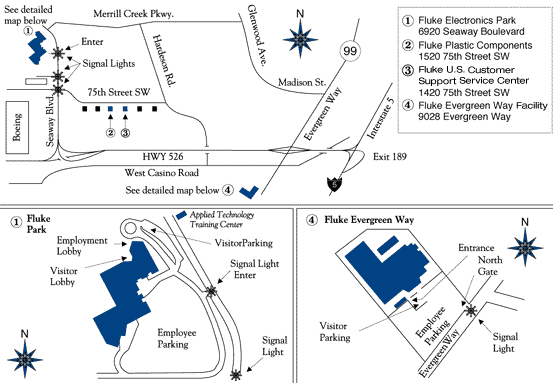 See detailed
map below
1
Merrill Creek Pkwy.
Enter
Signal Lights
Hardeson Rd.
Glenwood Ave.
99
Madison St.
75th Street SW
Boeing
Seaway Blvd.
2
3
Evergreen Way
Interstate 5
HWY 526
Exit 189
West Casino Road
See detailed map below 4
5
1 Fluke Electronics Park
6920 Seaway Boulevard
2 Fluke Plastic Components
1520 75th Street SW
3 Fluke U.S. Customer
Support Service Center
1420 75th Street SW
4 Fluke Evergreen Way Facility
9028 Evergreen Way
1 Fluke
Park
Applied Technology
Training Center
Employment
Lobby
VisitorParking
Visitor
Lobby
Signal Light
Enter
Employee
Parking
Signal
Light
4 Fluke Evergreen Way
Entrance
North
Gate
Visitor
Parking
Employee
Parking
EvergreenWay
Signal
Light